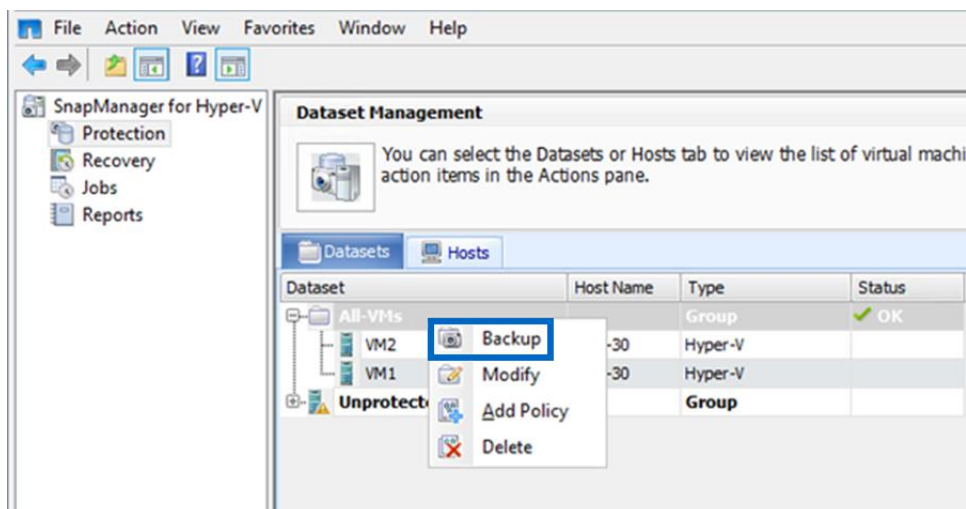 File Action View Favorites Window Help
SnapManager for Hyper-V
Protection
Recovery
Jobs
Reports
Dataset Management
You can select the Datasets or Hosts tab to view the list of virtual machi
action items in the Actions pane.
Datasets Hosts
Dataset Host Name Type Status
All-VMs Group OK
VM2 -30 Hyper-V
VM1 -30 Hyper-V
Unprotect Group
Backup
Modify
Add Policy
Delete